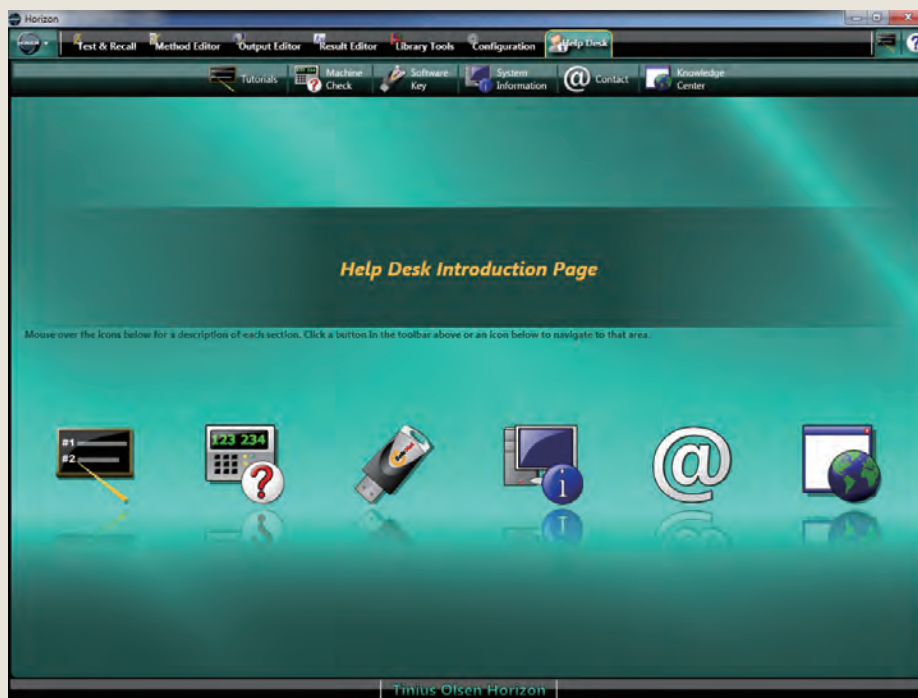 Horizon
HORIZON
Test & Recall Method Editor Output Editor Result Editor Library Tools Configuration Help Desk
Tutorials
Machine
Check
Software
Key
System
Information
Contact
Knowledge
Center
Help Desk Introduction Page
Mouse over the icons below for a description of each section. Click a button in the toolbar above or an icon below to navigate to that area.
#1
#2
123 234
?
i
@
Tinius Olsen Horizon